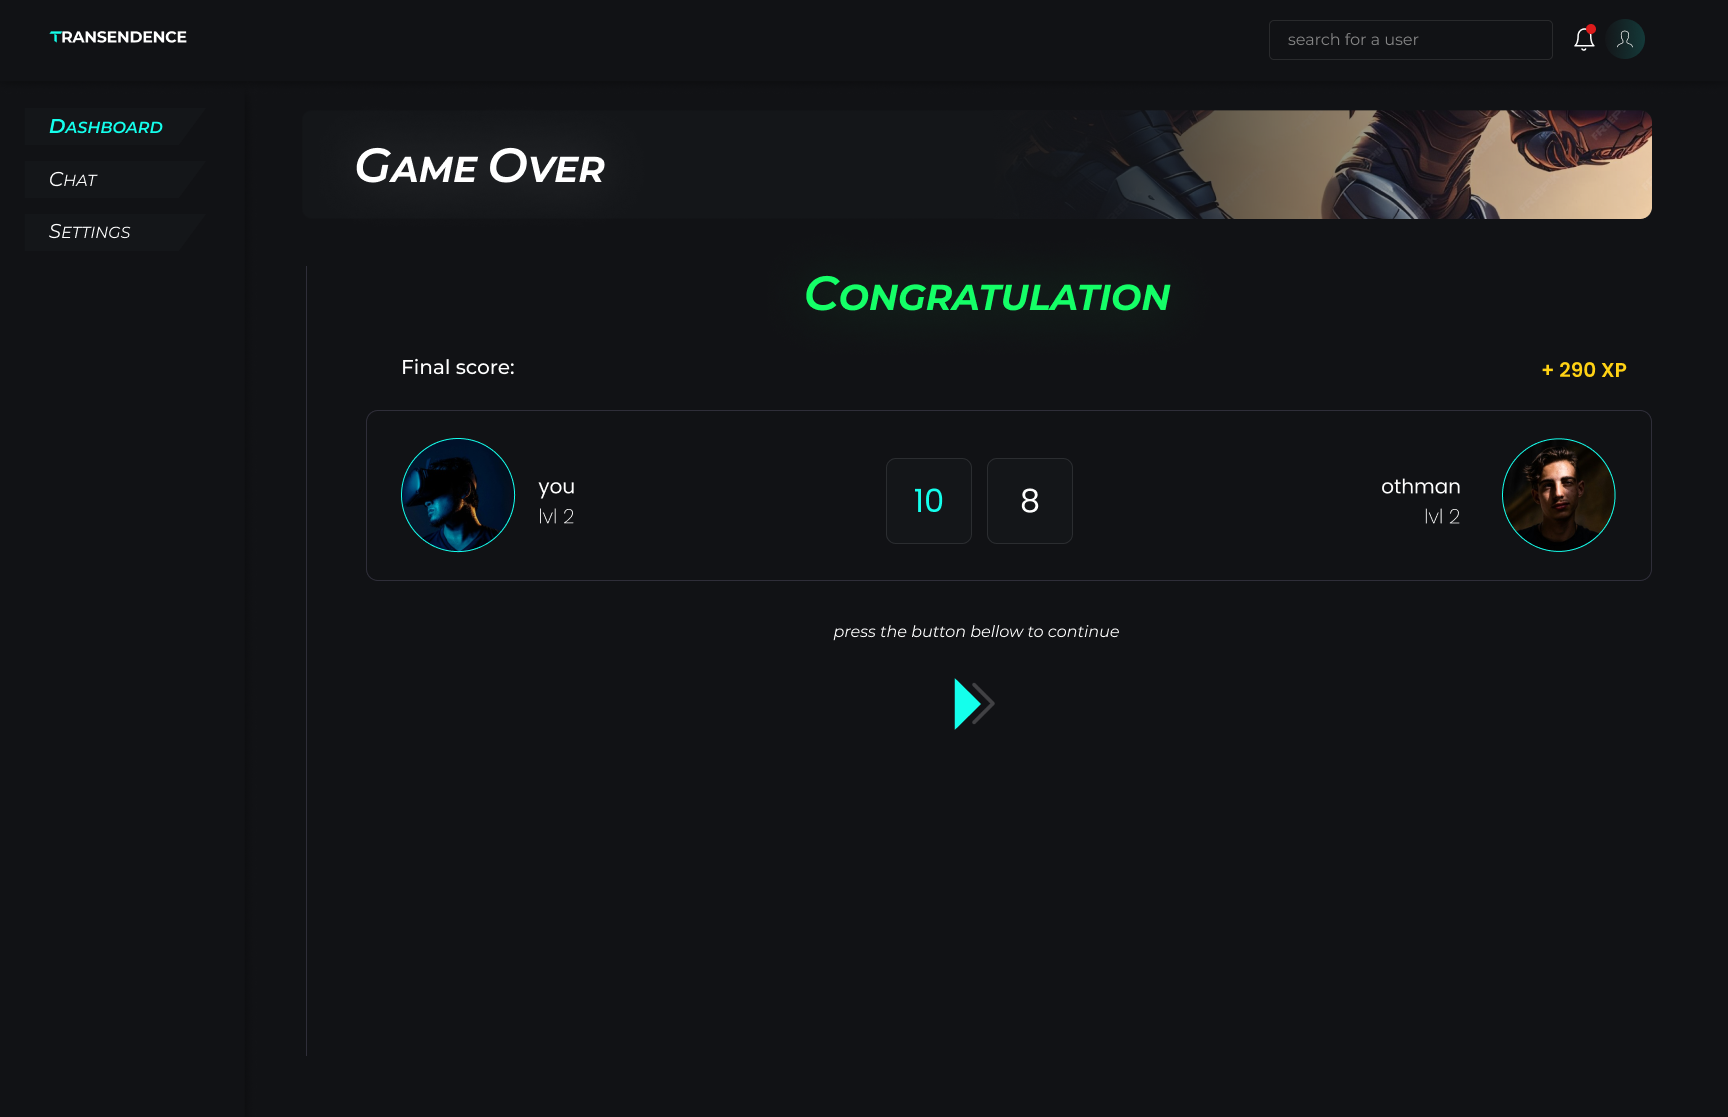 TRANSENDENCE
search for a user
DASHBOARD
CHAT
SETTINGS
GAME OVER
CONGRATULATION
Final score:
+ 290 XP
you
lvl 2
10
8
othman
lvl 2
press the button bellow to continue